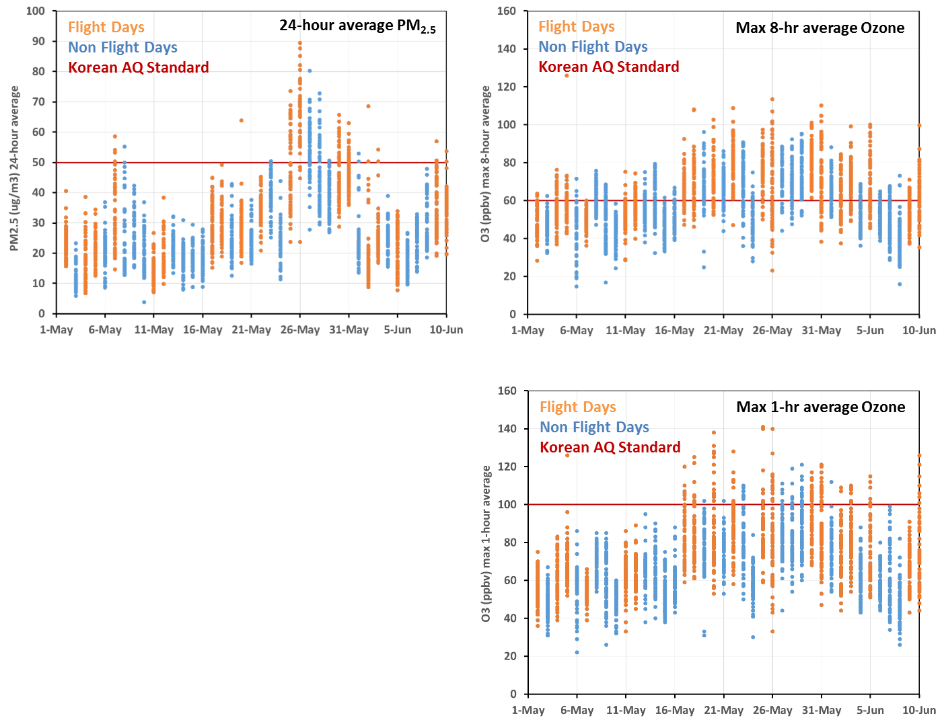 24-hour average PM2.5
Flight Days
Non Flight Days
Korean AQ Standard
PM2.5 (ug/m3) 24-hour average
100
90
80
70
60
50
40
30
20
10
0
1-May 6-May 11-May 16-May 21-May 26-May 31-May 5-Jun 10-Jun
Max 8-hr average Ozone
Flight Days
Non Flight Days
Korean AQ Standard
O3 (ppbv) max 8-hour average
160
140
120
100
80
60
40
20
0
1-May 6-May 11-May 16-May 21-May 26-May 31-May 5-Jun 10-Jun
Max 1-hr average Ozone
Flight Days
Non Flight Days
Korean AQ Standard
O3 (ppbv) max 1-hour average
160
140
120
100
80
60
40
20
0
1-May 6-May 11-May 16-May 21-May 26-May 31-May 5-Jun 10-Jun